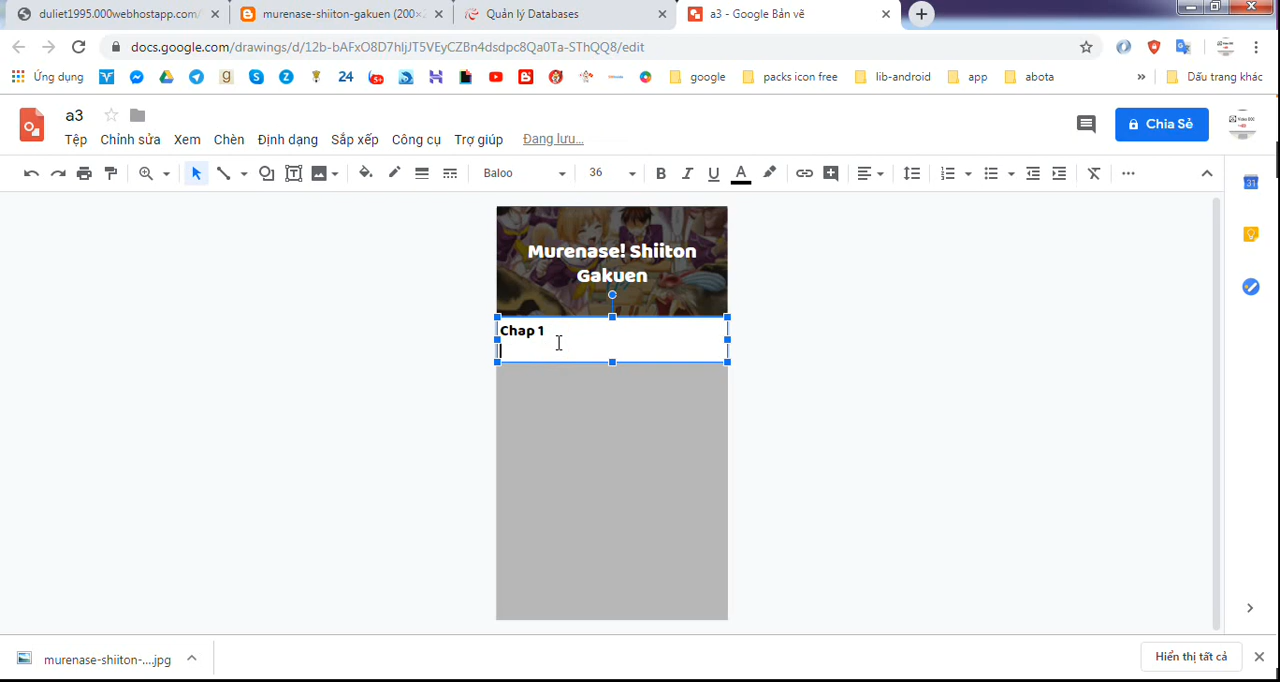 duliet1995.000webhostapp.com/
murenase-shiiton-gakuen (200×
Quản lý Databases
a3 - Google Bản vẽ
docs.google.com/drawings/d/12b-bAFxO8D7hIjJT5VEyCZBn4dsdpc8Qa0Ta-SThQQ8/edit
Ứng dụng
24
google
packs icon free
lib-android
app
abota
»
Dấu trang khác
a3
Tệp
Chỉnh sửa
Xem
Chèn
Định dạng
Sắp xếp
Công cụ
Trợ giúp
Đang lưu...
Chia Sẻ
Baloo
36
B
I
U
A
31
Murenase! Shiiton
Gakuen
Chap 1
murenase-shiiton-....jpg
Hiển thị tất cả